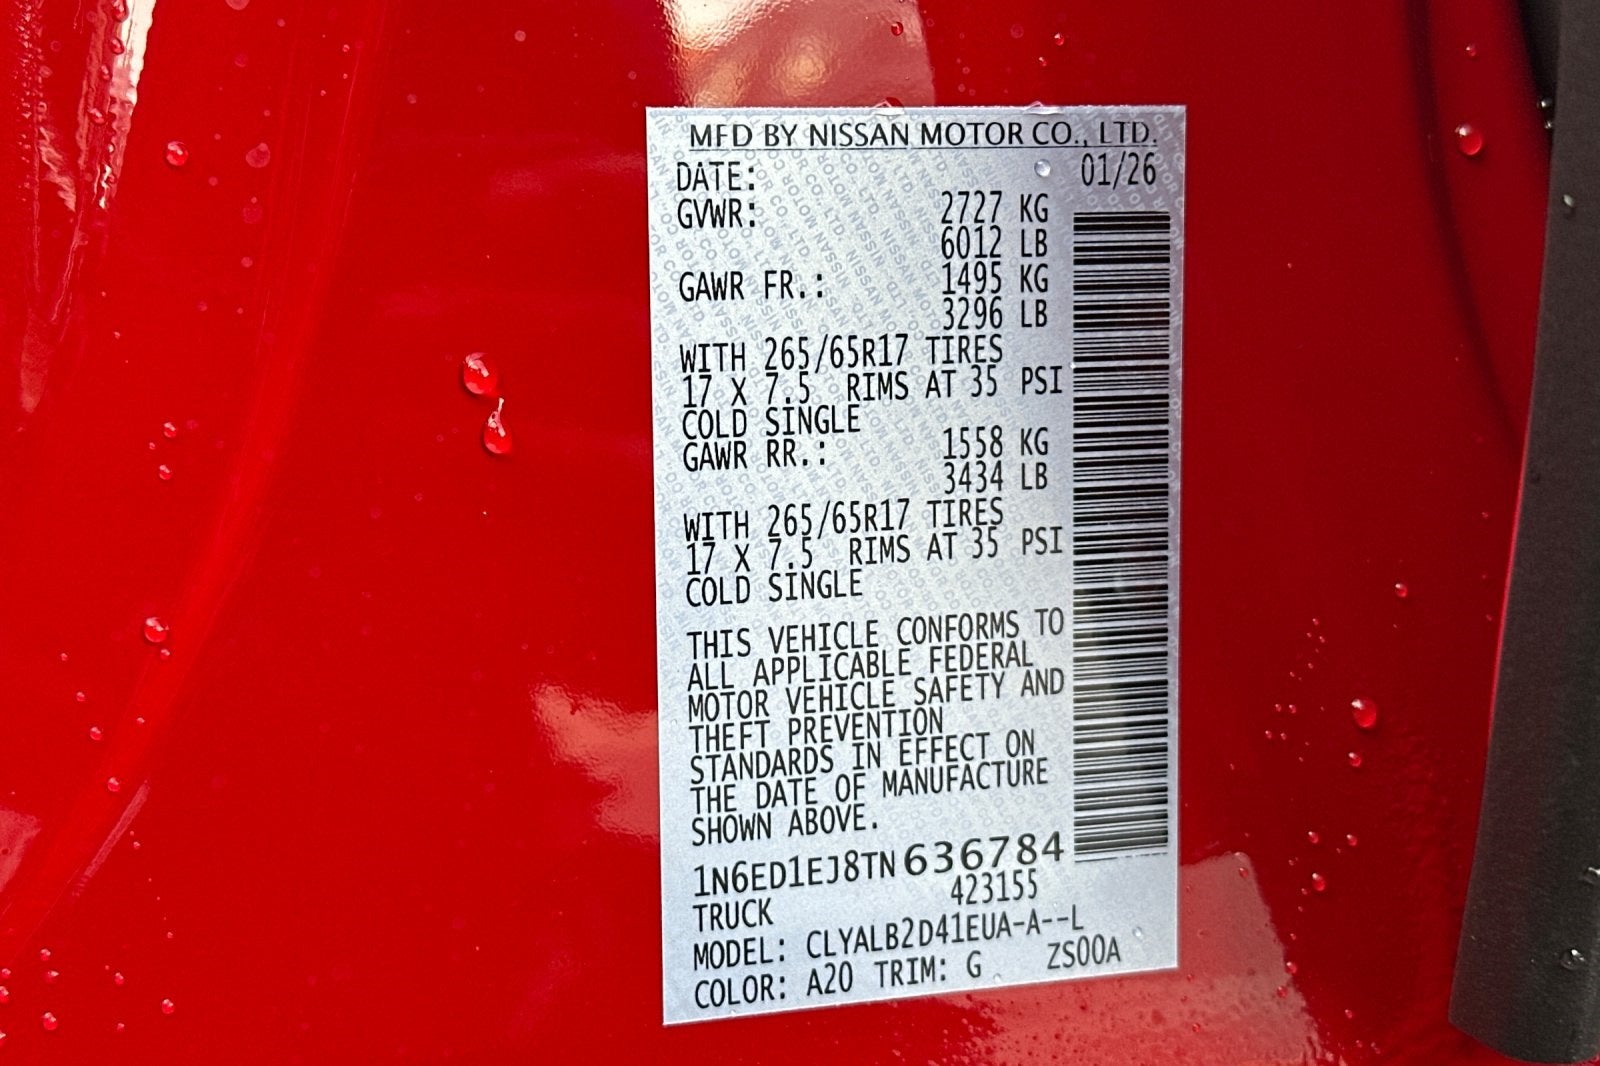 MFD BY NISSAN MOTOR CO., LTD.
DATE: 01/26
GVWR: 2727 KG
6012 LB
GAWR FR.: 1495 KG
3296 LB
WITH 265/65R17 TIRES
17 X 7.5 RIMS AT 35 PSI
COLD SINGLE
GAWR RR.: 1558 KG
3434 LB
WITH 265/65R17 TIRES
17 X 7.5 RIMS AT 35 PSI
COLD SINGLE
THIS VEHICLE CONFORMS TO
ALL APPLICABLE FEDERAL
MOTOR VEHICLE SAFETY AND
THEFT PREVENTION
STANDARDS IN EFFECT ON
THE DATE OF MANUFACTURE
SHOWN ABOVE.
1N6ED1EJ8TN636784
TRUCK 423155
MODEL: CLYALB2D41EUA-A--L
COLOR: A20 TRIM: G ZS00A